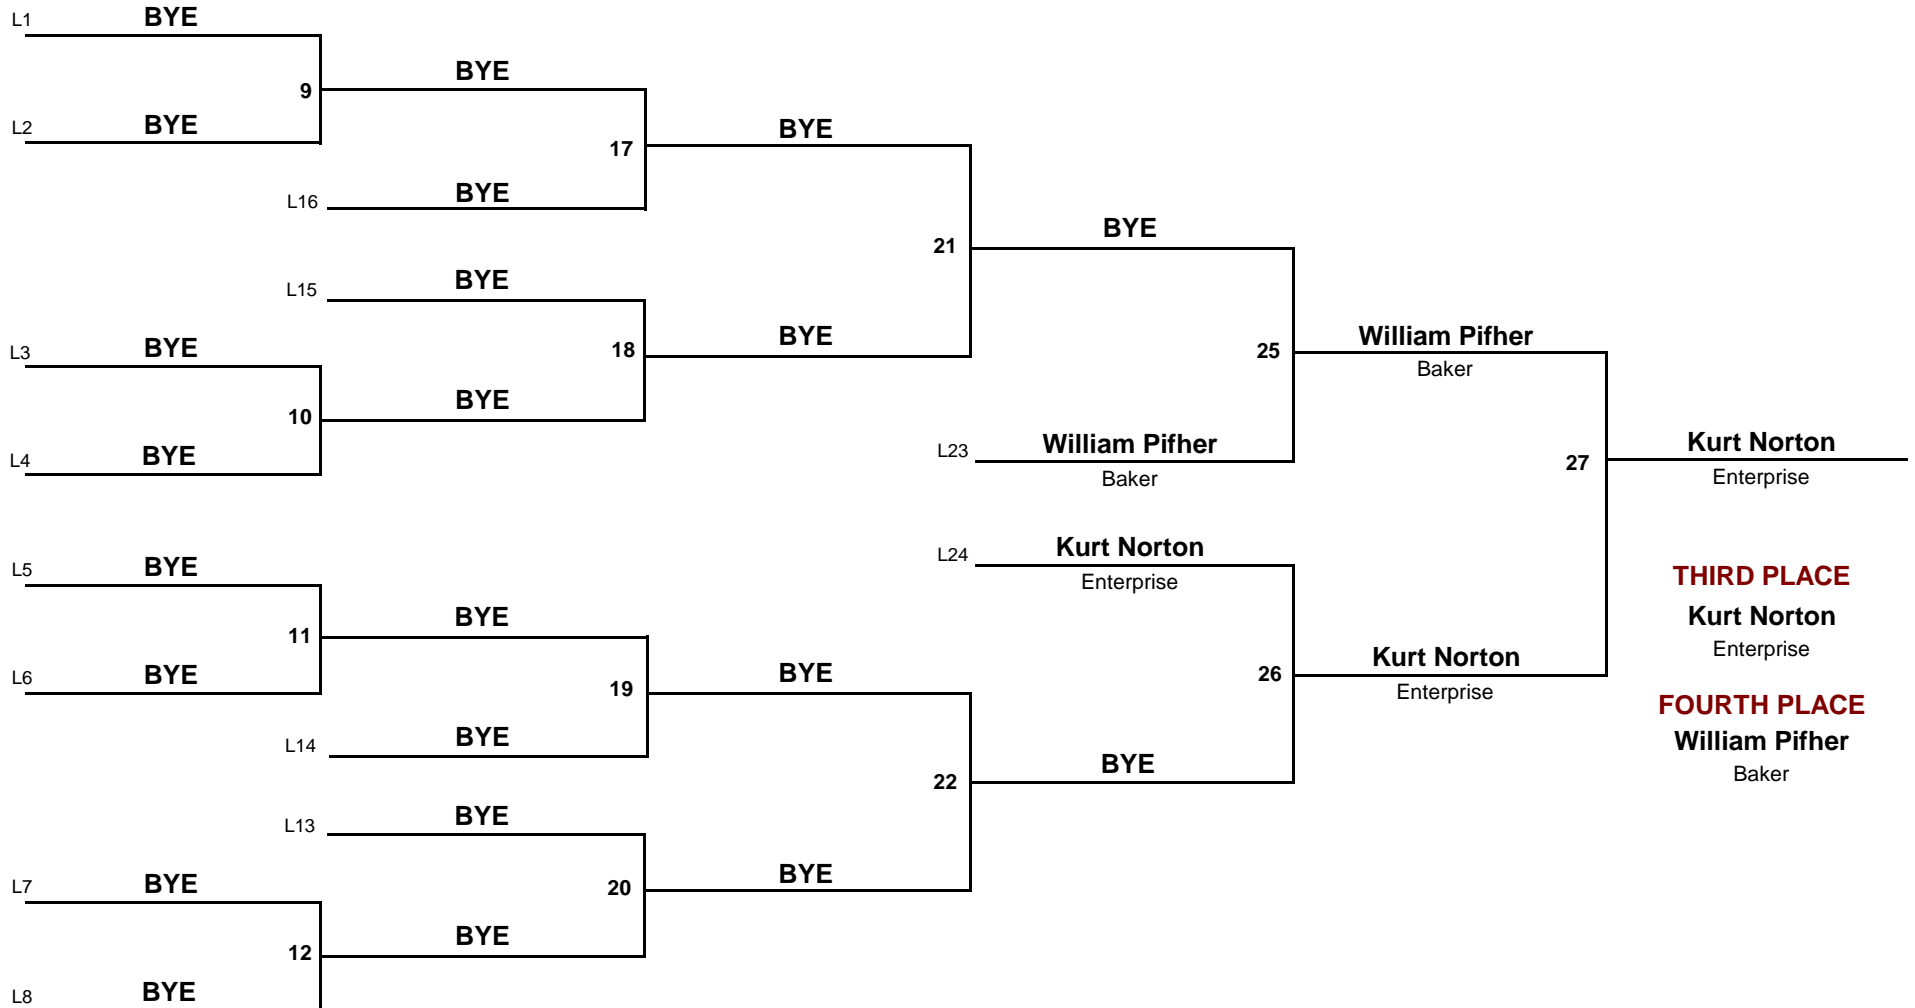 L1 BYE
BYE
9
L2 BYE
BYE
17
L16 BYE
BYE
21
L15 BYE
BYE
18
L3 BYE
BYE
10
L4 BYE
William Pifher
Baker
25
L23 William Pifher
Baker
Kurt Norton
Enterprise
27
L24 Kurt Norton
Enterprise
L5 BYE
BYE
11
L6 BYE
BYE
19
L14 BYE
Kurt Norton
Enterprise
26
BYE
22
L13 BYE
BYE
20
L7 BYE
BYE
12
L8 BYE
THIRD PLACE
Kurt Norton
Enterprise
FOURTH PLACE
William Pifher
Baker